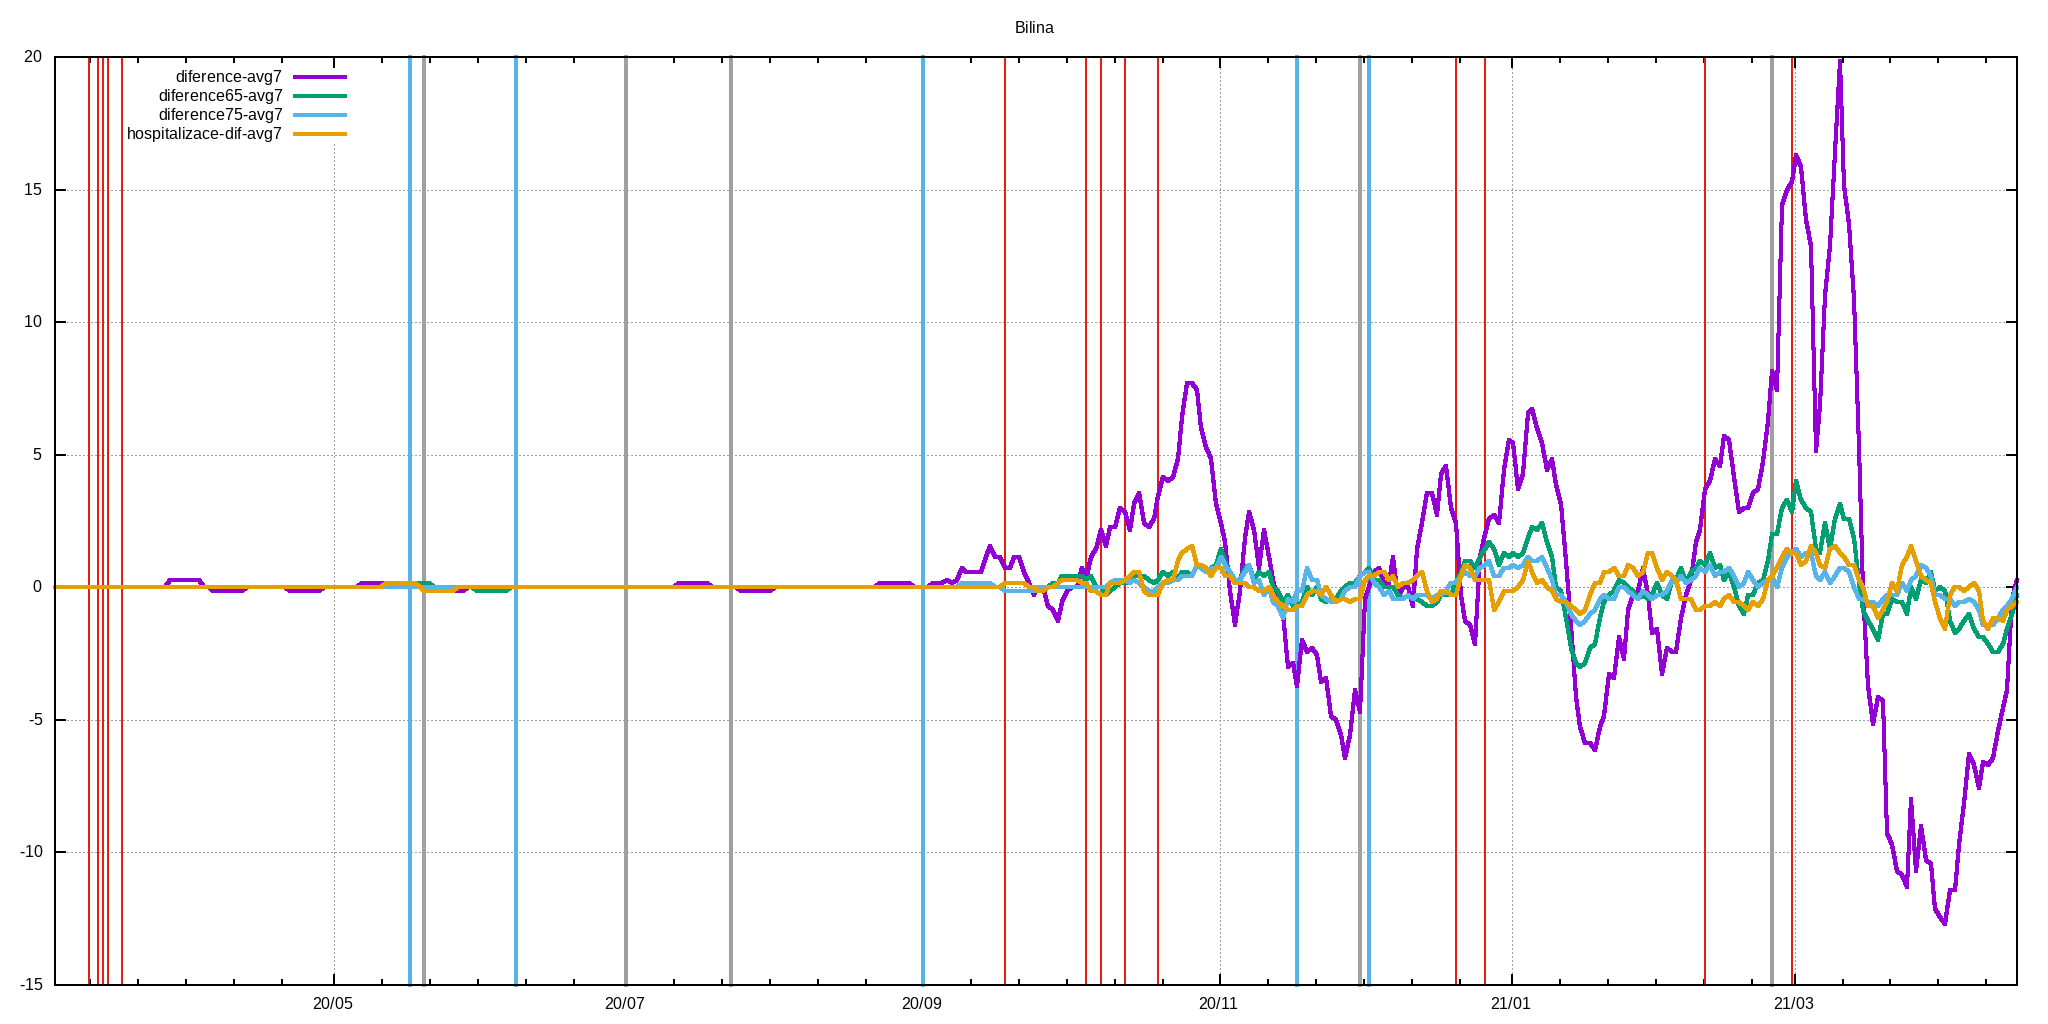 Bilina
20
diference-avg7
diference65-avg7
diference75-avg7
hospitalizace-dif-avg7
15
10
5
0
-5
-10
-15
20/05 20/07 20/09 20/11 21/01 21/03